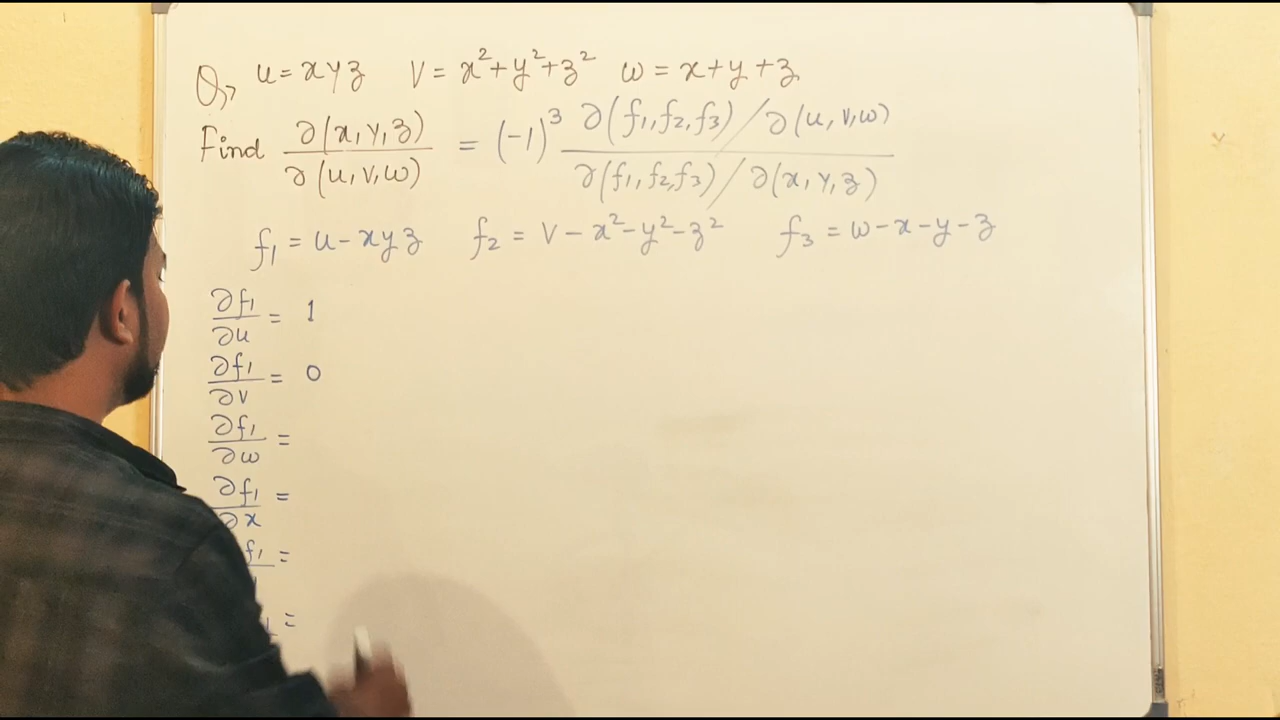 Q, u = xyz v = x²+y²+z² w = x+y+z
Find ∂(x,y,z)/∂(u,v,w) = (-1)³ ∂(f₁,f₂,f₃)/∂(u,v,w) / ∂(f₁,f₂,f₃)/∂(x,y,z)
f₁ = u-xyz f₂ = v-x²-y²-z² f₃ = w-x-y-z
∂f₁/∂u = 1
∂f₁/∂v = 0
∂f₁/∂w =
∂f₁/∂x =
f₁ =
=